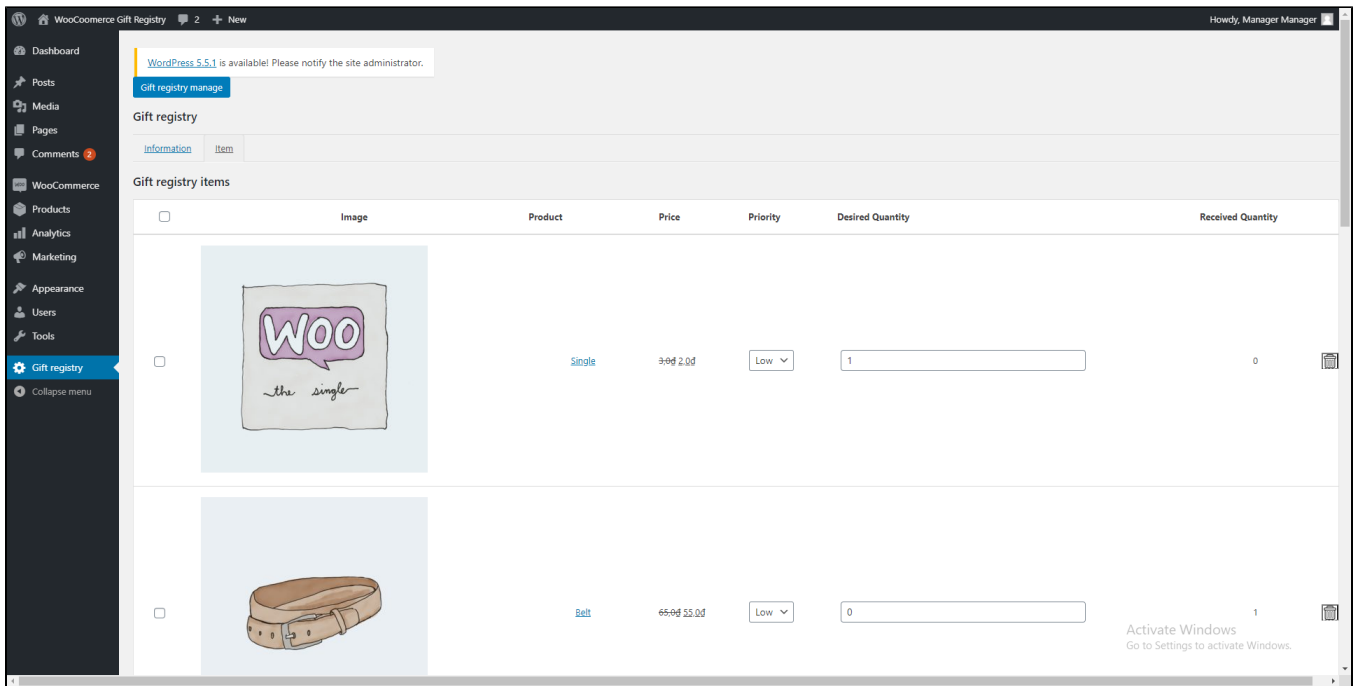 WooCoomerce Gift Registry 2 + New Howdy, Manager Manager
Dashboard
Posts
Media
Pages
Comments 2
WooCommerce
Products
Analytics
Marketing
Appearance
Users
Tools
Gift registry
Collapse menu
WordPress 5.5.1 is available! Please notify the site administrator.
Gift registry manage
Gift registry
Information Item
Gift registry items
Image Product Price Priority Desired Quantity Received Quantity
WOO
the single
Single 3,0₫ 2,0₫ Low 1 0
Belt 65,0₫ 55,0₫ Low 0 1
Activate Windows
Go to Settings to activate Windows.